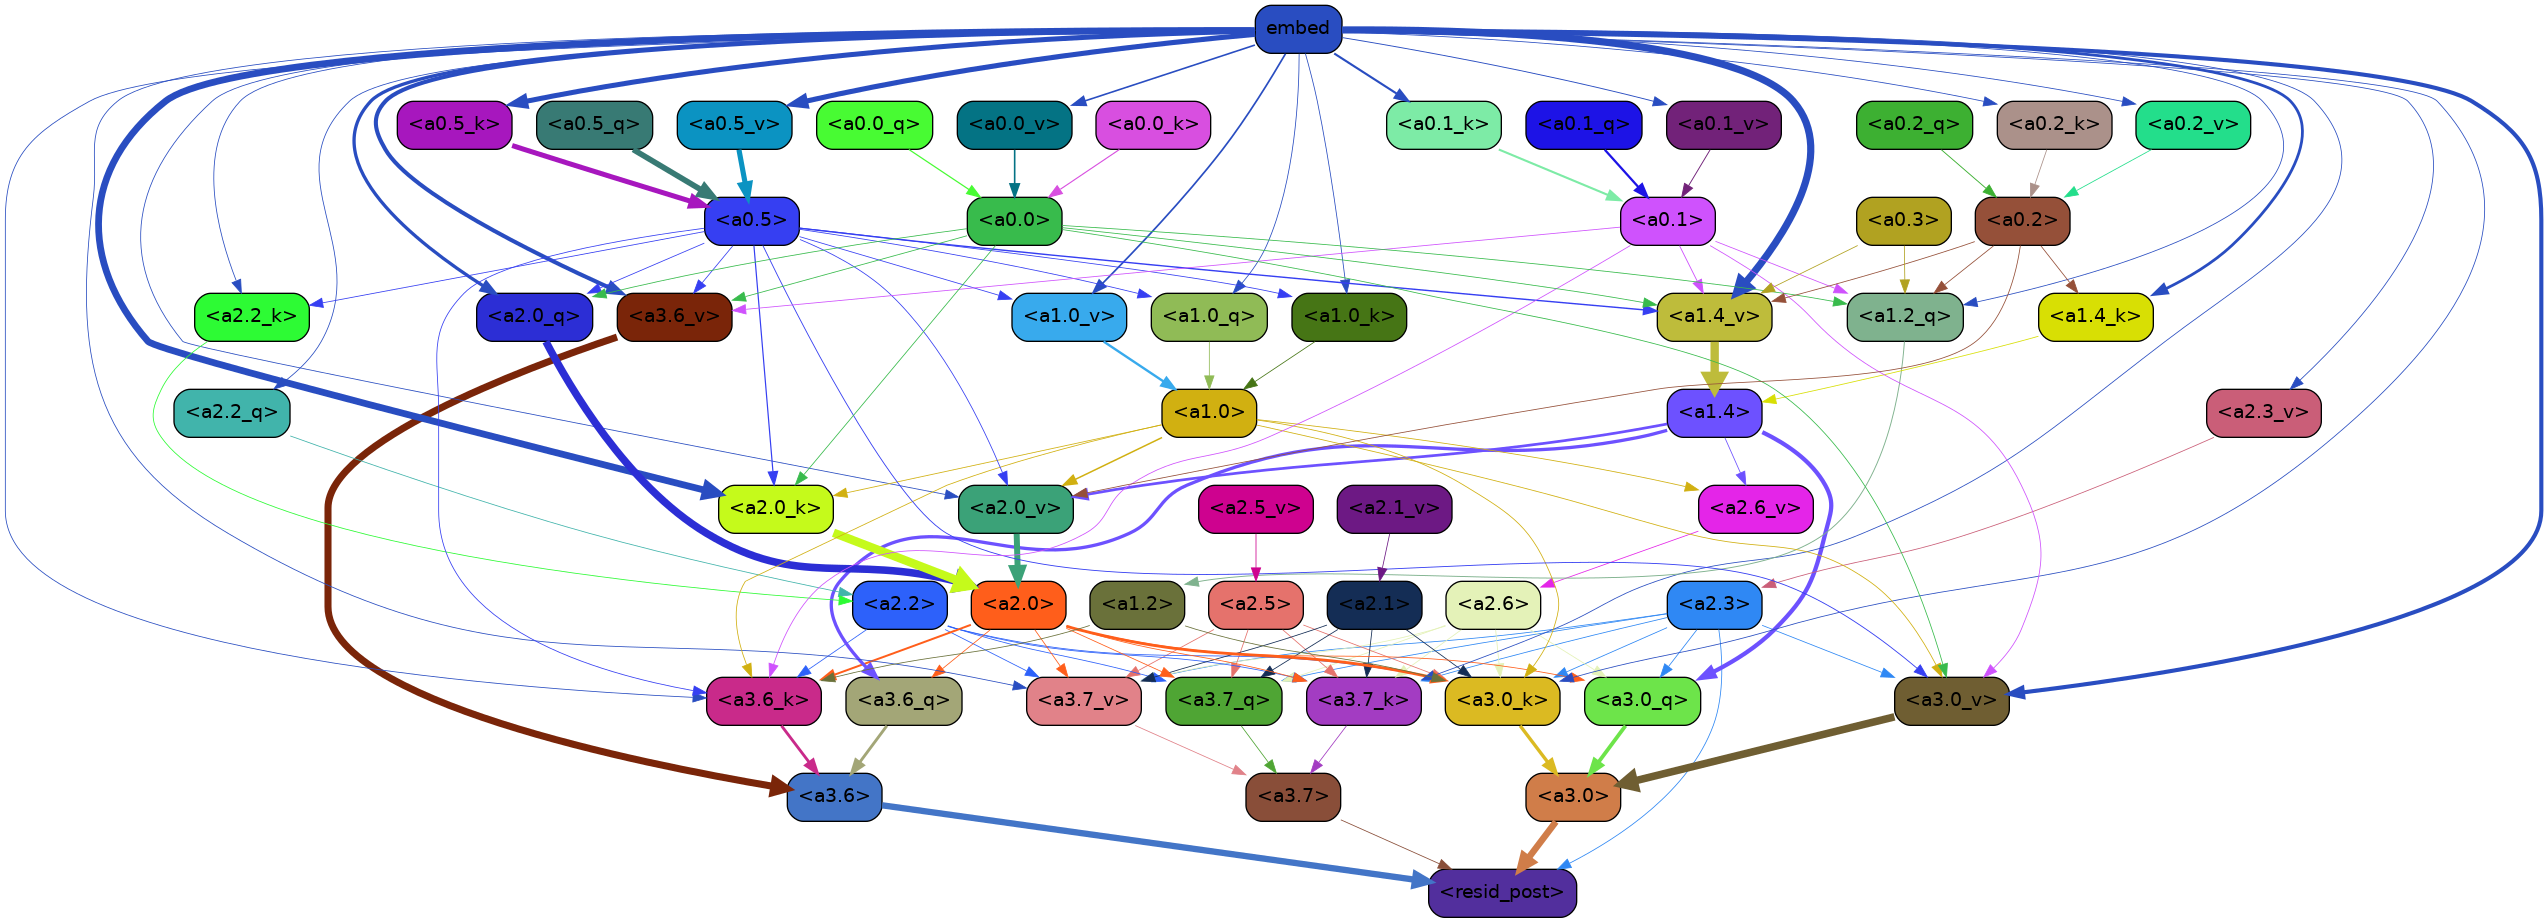 embed
<a0.5_k> <a0.5_q> <a0.5_v> <a0.0_q> <a0.0_v> <a0.0_k> <a0.1_k> <a0.1_q> <a0.1_v> <a0.2_q> <a0.2_k> <a0.2_v>
<a0.5> <a0.0> <a0.1> <a0.3> <a0.2>
<a2.2_k> <a2.0_q> <a3.6_v> <a1.0_v> <a1.0_q> <a1.0_k> <a1.4_v> <a1.2_q> <a1.4_k>
<a2.2_q> <a1.0> <a1.4> <a2.3_v>
<a2.0_k> <a2.0_v> <a2.5_v> <a2.1_v> <a2.6_v>
<a2.2> <a2.0> <a1.2> <a2.5> <a2.1> <a2.6> <a2.3>
<a3.6_k> <a3.6_q> <a3.7_v> <a3.7_q> <a3.7_k> <a3.0_k> <a3.0_q> <a3.0_v>
<a3.6> <a3.7> <a3.0>
<resid_post>